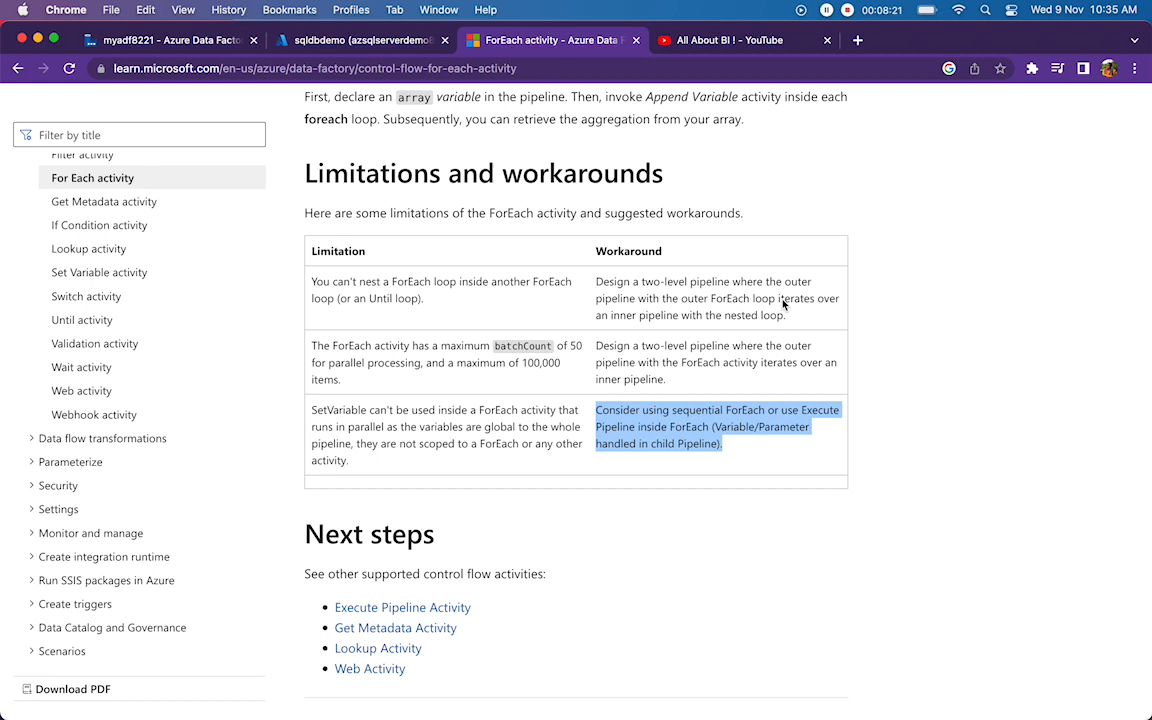 Chrome File Edit View History Bookmarks Profiles Tab Window Help 00:08:21 Wed 9 Nov 10:35 AM
myadf8221 - Azure Data Facto sqldbdemo (azsqlserverdemo8 ForEach activity - Azure Data F All About BI ! - YouTube
learn.microsoft.com/en-us/azure/data-factory/control-flow-for-each-activity
Filter by title
Filter activity
For Each activity
Get Metadata activity
If Condition activity
Lookup activity
Set Variable activity
Switch activity
Until activity
Validation activity
Wait activity
Web activity
Webhook activity
Data flow transformations
Parameterize
Security
Settings
Monitor and manage
Create integration runtime
Run SSIS packages in Azure
Create triggers
Data Catalog and Governance
Scenarios
Download PDF
First, declare an array variable in the pipeline. Then, invoke Append Variable activity inside each
foreach loop. Subsequently, you can retrieve the aggregation from your array.
Limitations and workarounds
Here are some limitations of the ForEach activity and suggested workarounds.
Limitation Workaround
You can't nest a ForEach loop inside another ForEach
loop (or an Until loop).
Design a two-level pipeline where the outer
pipeline with the outer ForEach loop iterates over
an inner pipeline with the nested loop.
The ForEach activity has a maximum batchCount of 50
for parallel processing, and a maximum of 100,000
items.
Design a two-level pipeline where the outer
pipeline with the ForEach activity iterates over an
inner pipeline.
SetVariable can't be used inside a ForEach activity that
runs in parallel as the variables are global to the whole
pipeline, they are not scoped to a ForEach or any other
activity.
Consider using sequential ForEach or use Execute
Pipeline inside ForEach (Variable/Parameter
handled in child Pipeline).
Next steps
See other supported control flow activities:
Execute Pipeline Activity
Get Metadata Activity
Lookup Activity
Web Activity